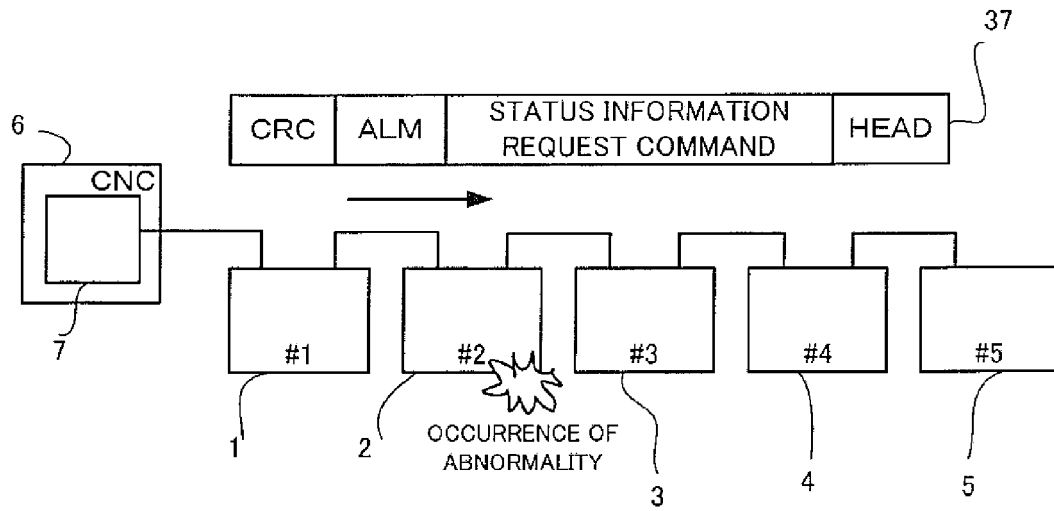 37
CRC ALM STATUS INFORMATION REQUEST COMMAND HEAD
6
CNC
7
#1 #2 #3 #4 #5
1 2 OCCURRENCE OF ABNORMALITY 3 4 5